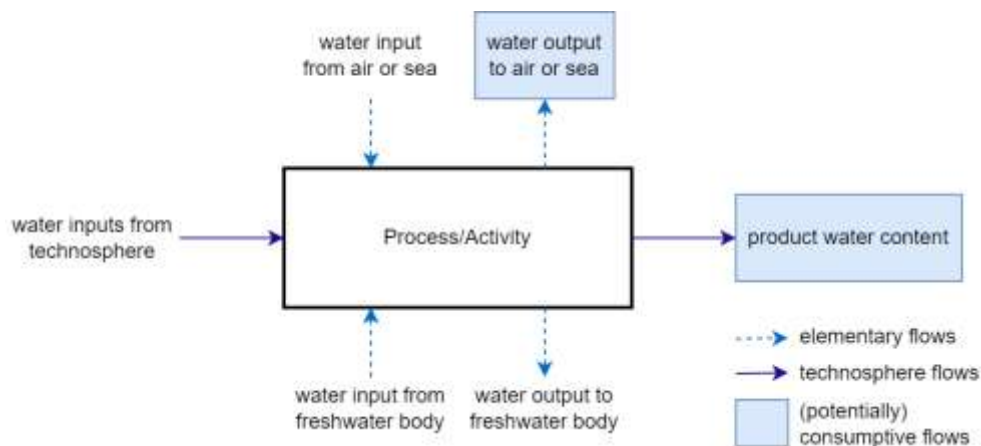 water input
from air or sea
water output
to air or sea
water inputs from
technosphere
Process/Activity
product water content
water input from
freshwater body
water output to
freshwater body
elementary flows
technosphere flows
(potentially)
consumptive flows